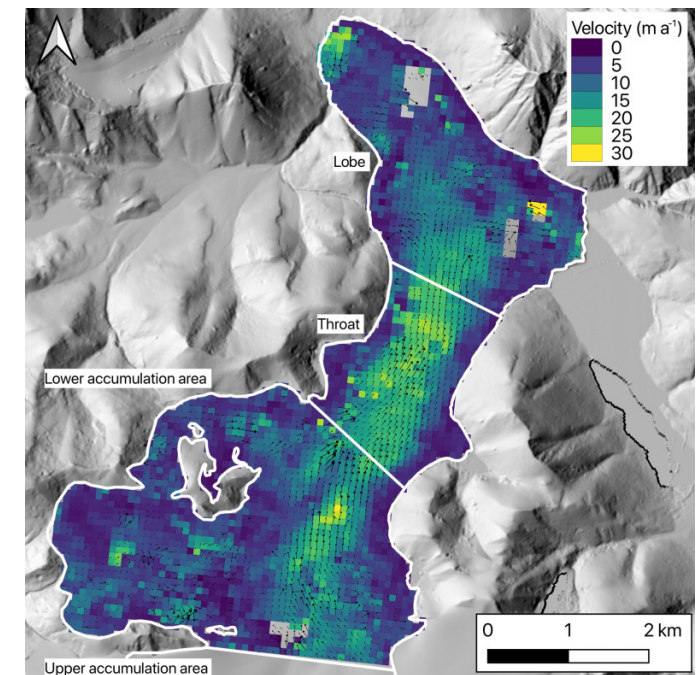 Velocity (m a⁻¹)
0
5
10
15
20
25
30
Lobe
Throat
Lower accumulation area
0 1 2 km
Upper accumulation area